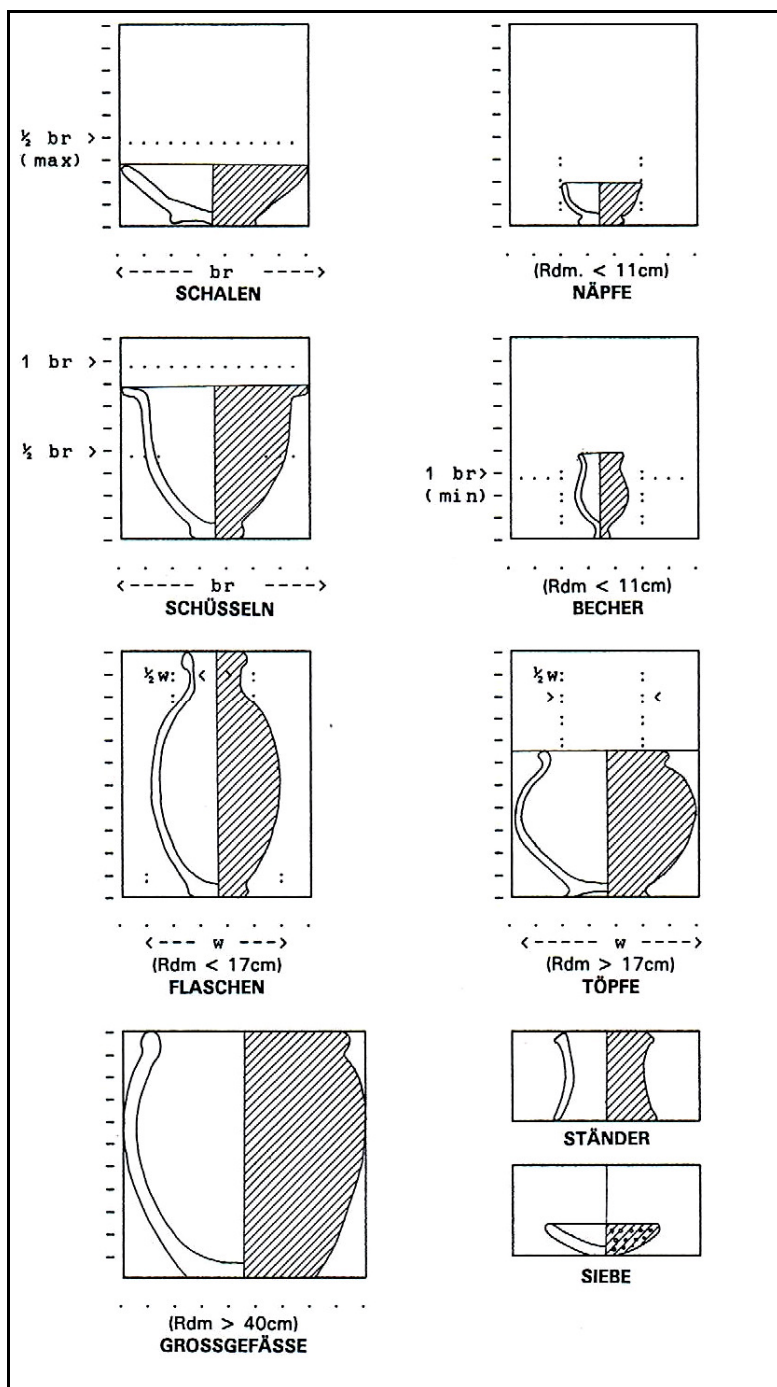 ½ br >
(max)
<----- br ---->
SCHALEN
(Rdm. < 11cm)
NÄPFE
1 br >
½ br >
<----- br ---->
SCHÜSSELN
1 br>
(min)
(Rdm < 11cm)
BECHER
½w: < > :
<--- w --->
(Rdm < 17cm)
FLASCHEN
½w: :
>: : <
<----- w ---->
(Rdm > 17cm)
TÖPFE
(Rdm > 40cm)
GROSSGEFÄSSE
STÄNDER
SIEBE